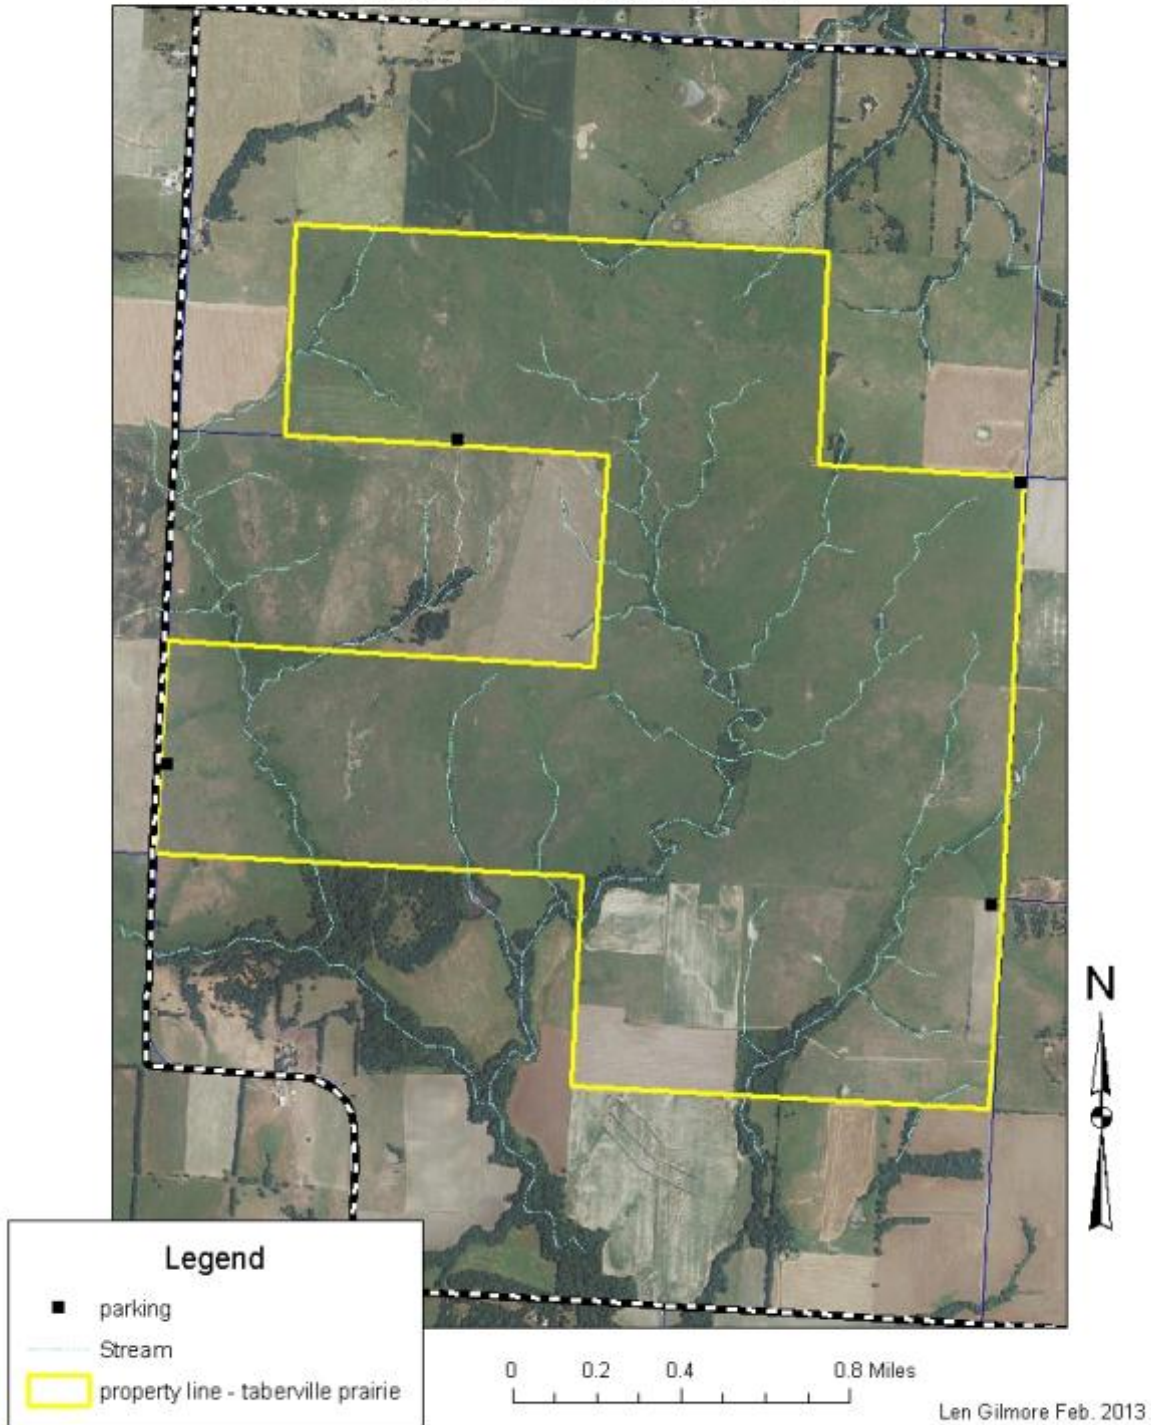 N
Legend
parking
Stream
property line - taberville prairie
0 0.2 0.4 0.8 Miles
Len Gilmore Feb. 2013